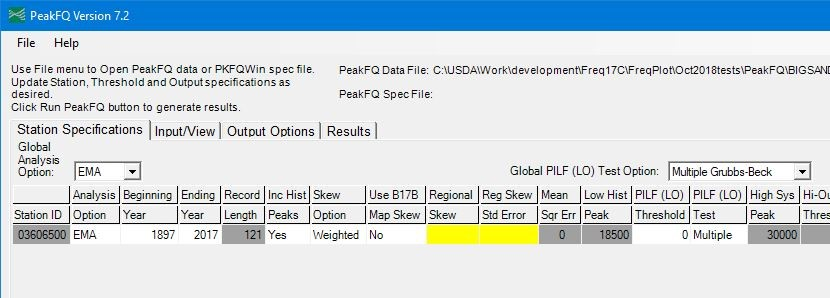 PeakFQ Version 7.2
File Help
Use File menu to Open PeakFQ data or PKFQWin spec file.
Update Station, Threshold and Output specifications as
desired.
Click Run PeakFQ button to generate results.
PeakFQ Data File: C:\USDA\Work\development\Freq17C\FreqPlot\Oct2018tests\PeakFQ\BIGSAND
PeakFQ Spec File:
Station Specifications Input/View Output Options Results
Global
Analysis
Option: EMA
Global PILF (LO) Test Option: Multiple Grubbs-Beck
Analysis Beginning Ending Record Inc Hist Skew Use B17B Regional Reg Skew Mean Low Hist PILF (LO) PILF (LO) High Sys Hi-Ou
Station ID Option Year Year Length Peaks Option Map Skew Skew Std Error Sqr Err Peak Threshold Test Peak Thres
03606500 EMA 1897 2017 121 Yes Weighted No 0 18500 0 Multiple 30000